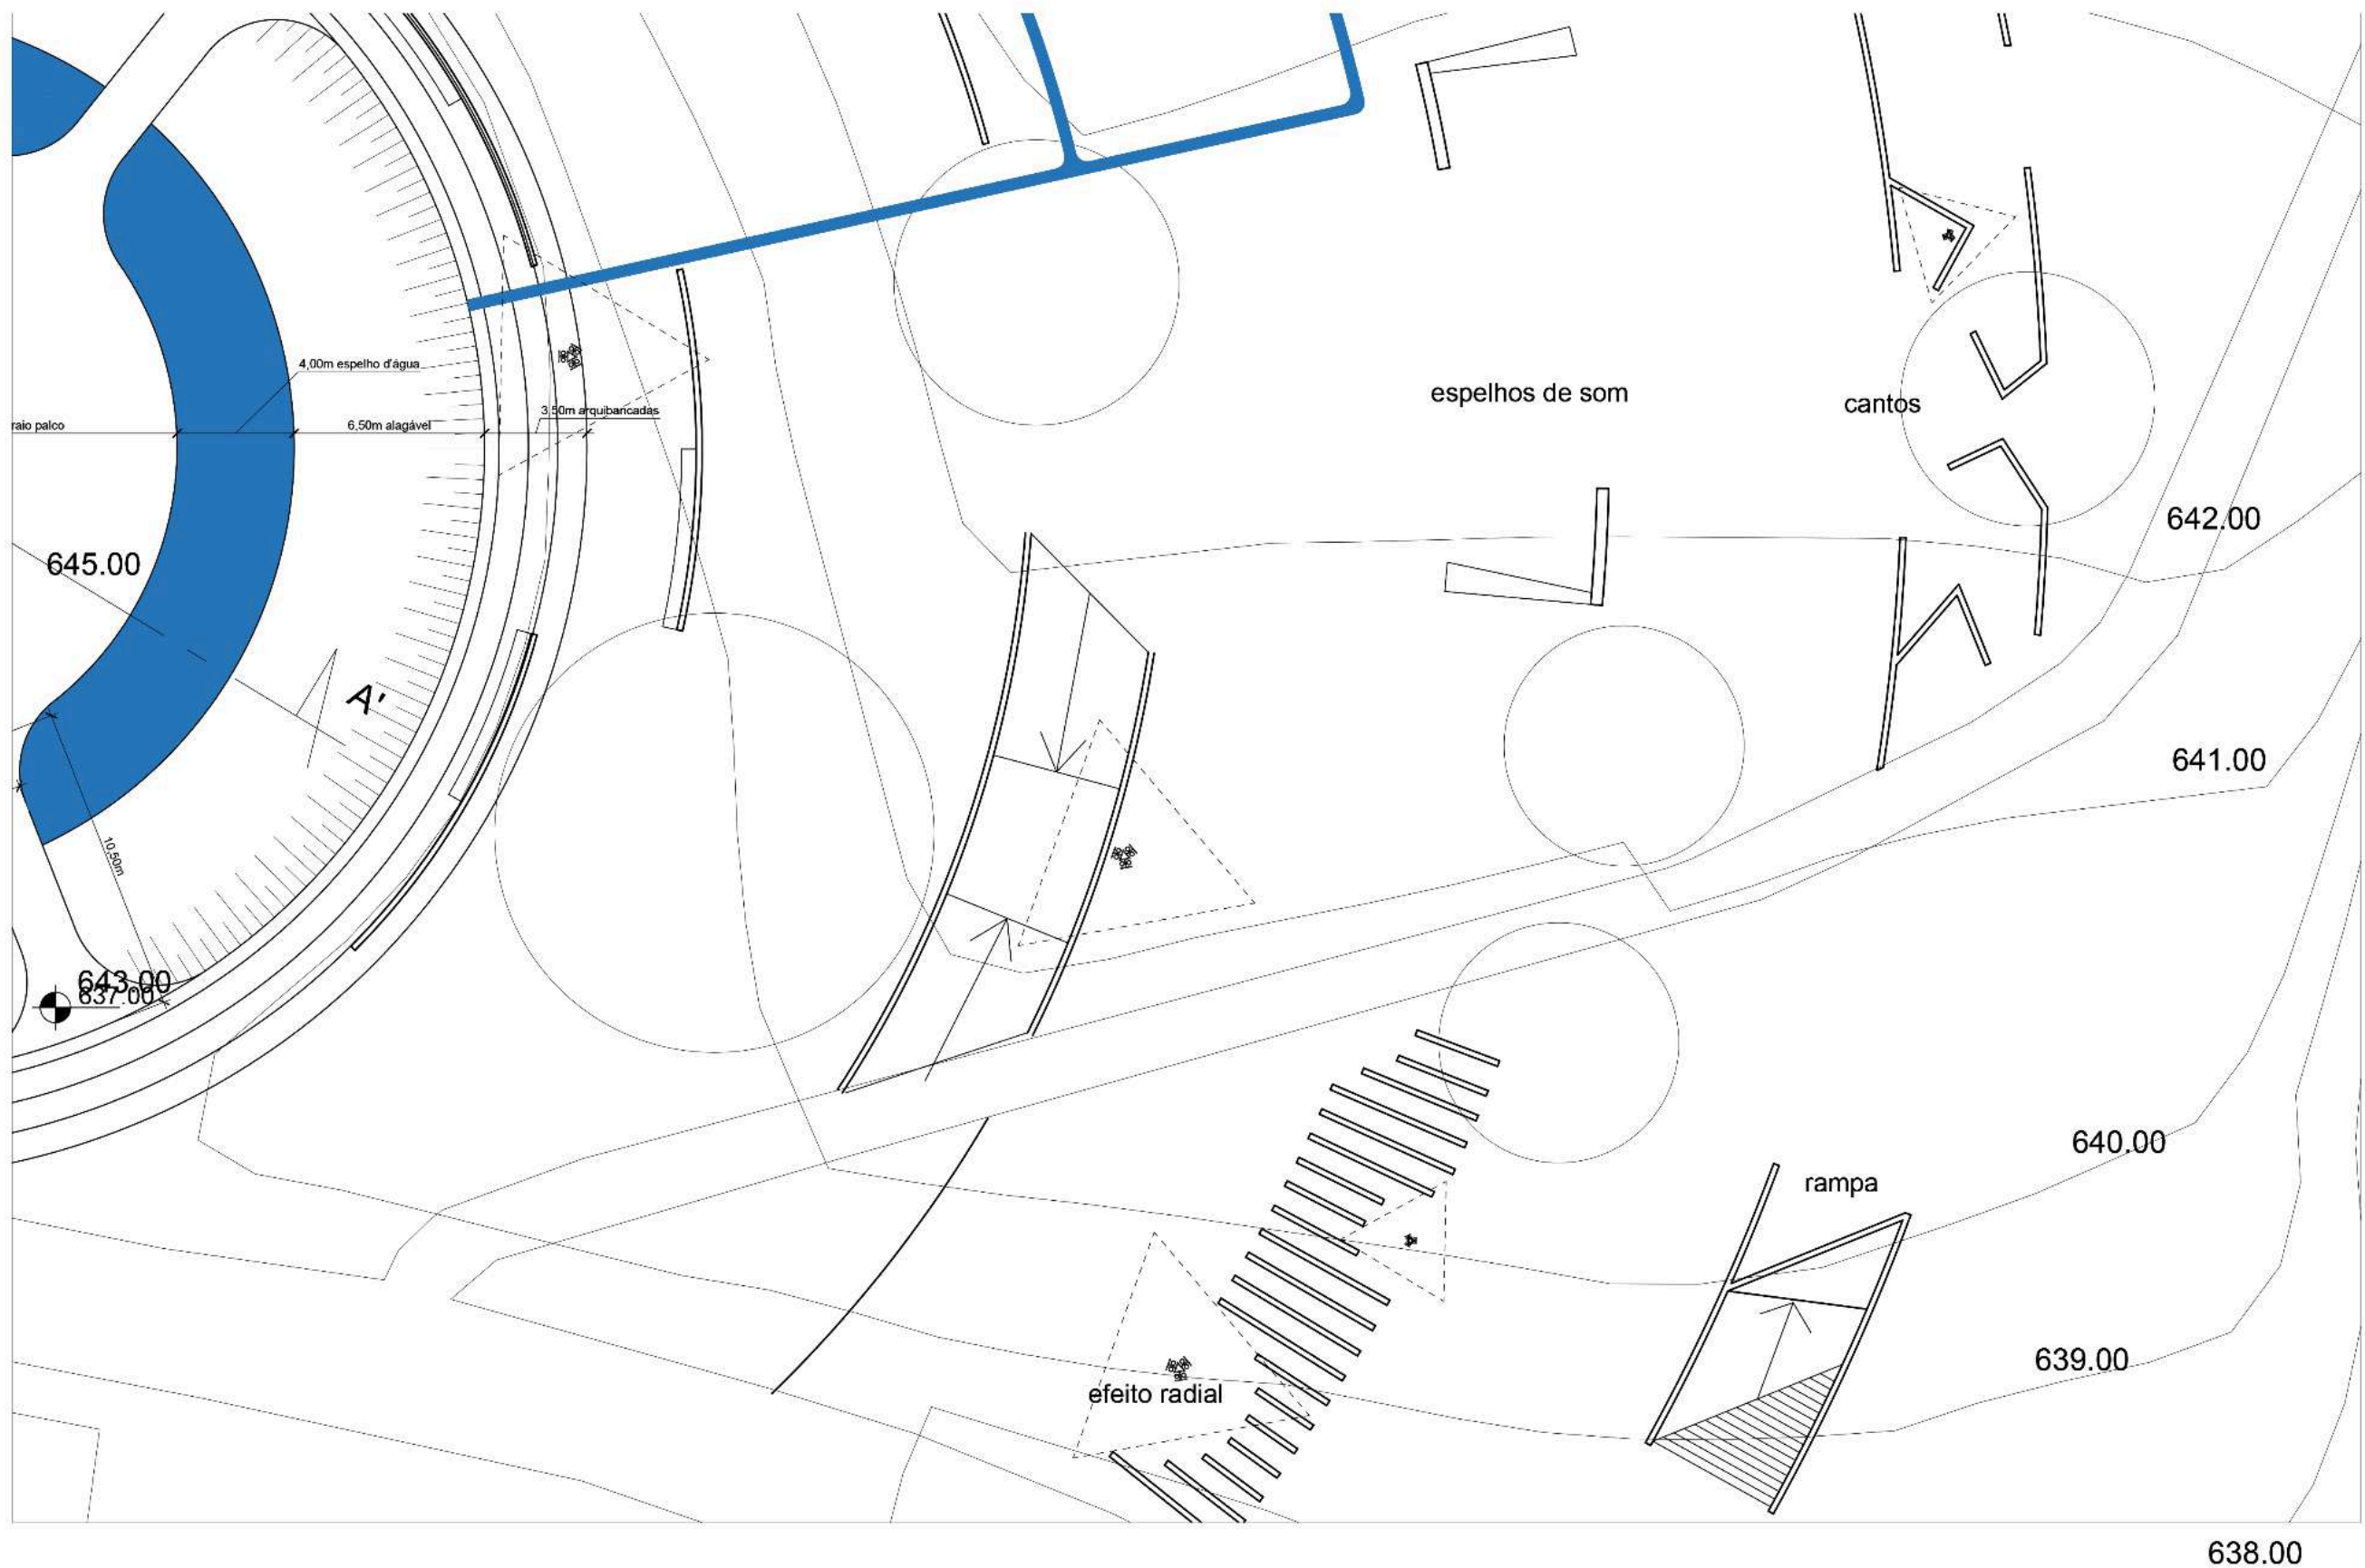 4,00m espelho d'água
3,50m arquibancadas
raio palco
6,50m alagável
espelhos de som
cantos
642.00
645.00
A'
641.00
10,50m
643.00
637.00
640.00
rampa
639.00
efeito radial
638.00